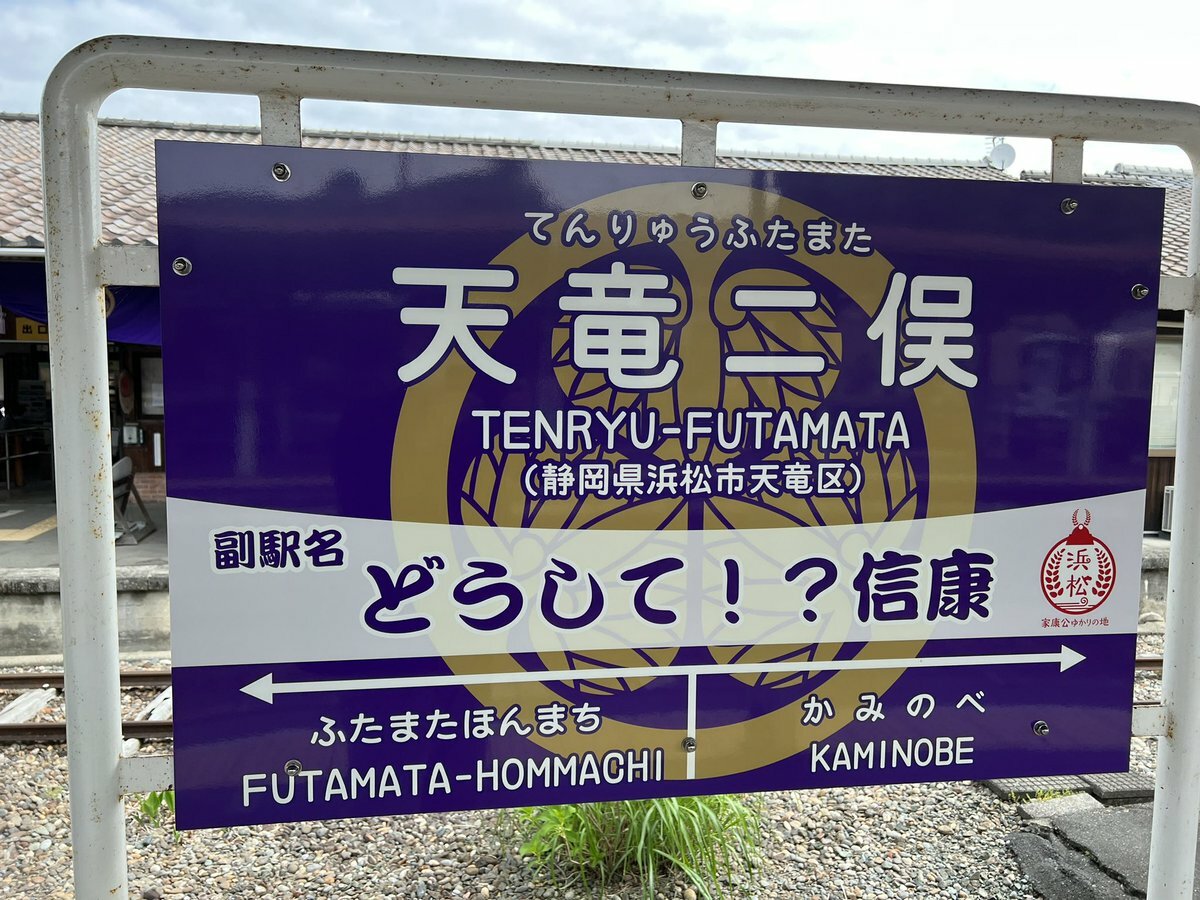 てんりゅうふたまた
天竜二俣
TENRYU-FUTAMATA
(静岡県浜松市天竜区)
副駅名
どうして！？信康
浜松
家康公ゆかりの地
ふたまたほんまち
FUTAMATA-HOMMACHI
かみのべ
KAMINOBE
出口